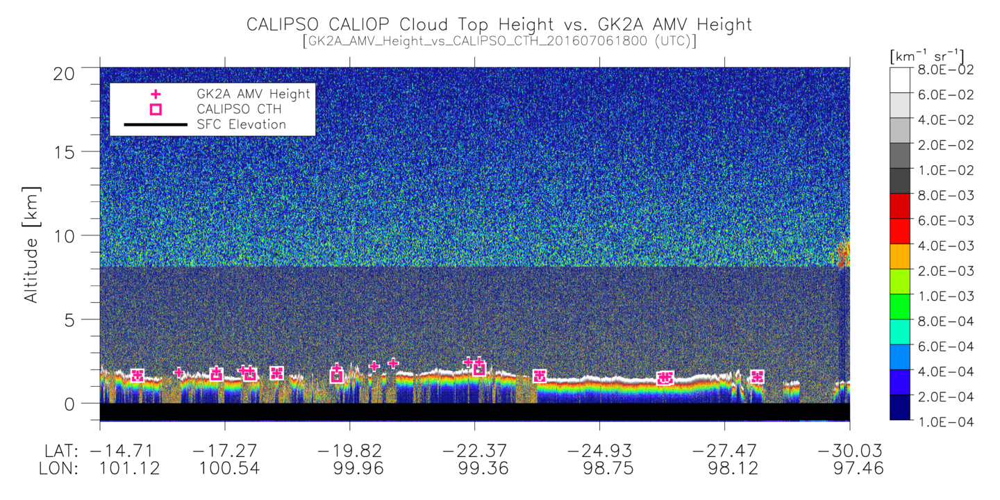 CALIPSO CALIOP Cloud Top Height vs. GK2A AMV Height
[GK2A_AMV_Height_vs_CALIPSO_CTH_201607061800 (UTC)]
[km⁻¹ sr⁻¹]
8.0E-02
6.0E-02
4.0E-02
2.0E-02
1.0E-02
8.0E-03
6.0E-03
4.0E-03
2.0E-03
1.0E-03
8.0E-04
6.0E-04
4.0E-04
2.0E-04
1.0E-04
GK2A AMV Height
CALIPSO CTH
SFC Elevation
Altitude [km]
20
15
10
5
0
LAT: -14.71 -17.27 -19.82 -22.37 -24.93 -27.47 -30.03
LON: 101.12 100.54 99.96 99.36 98.75 98.12 97.46